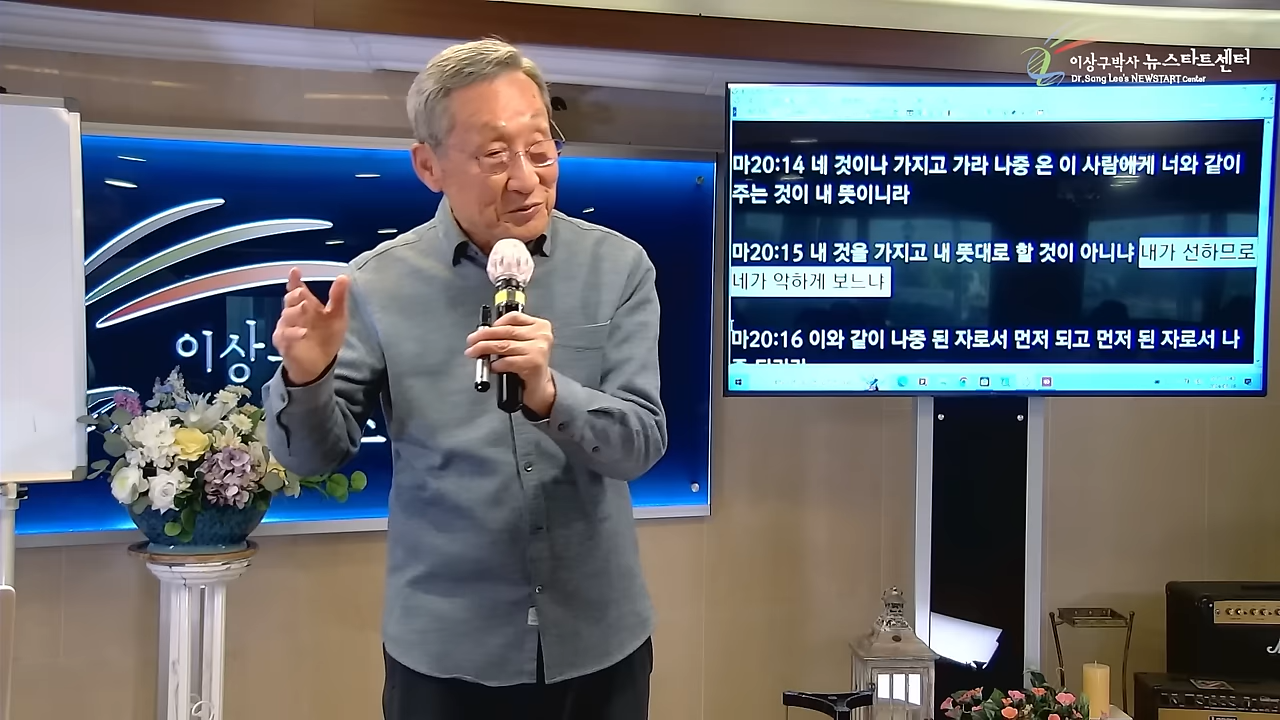 이상구박사 뉴스타트센터
Dr. Sang Lee's NEWSTART Center
마20:14 네 것이나 가지고 가라 나중 온 이 사람에게 너와 같이
주는 것이 내 뜻이니라
마20:15 내 것을 가지고 내 뜻대로 할 것이 아니냐 내가 선하므로
네가 악하게 보느냐
마20:16 이와 같이 나중 된 자로서 먼저 되고 먼저 된 자로서 나
이상